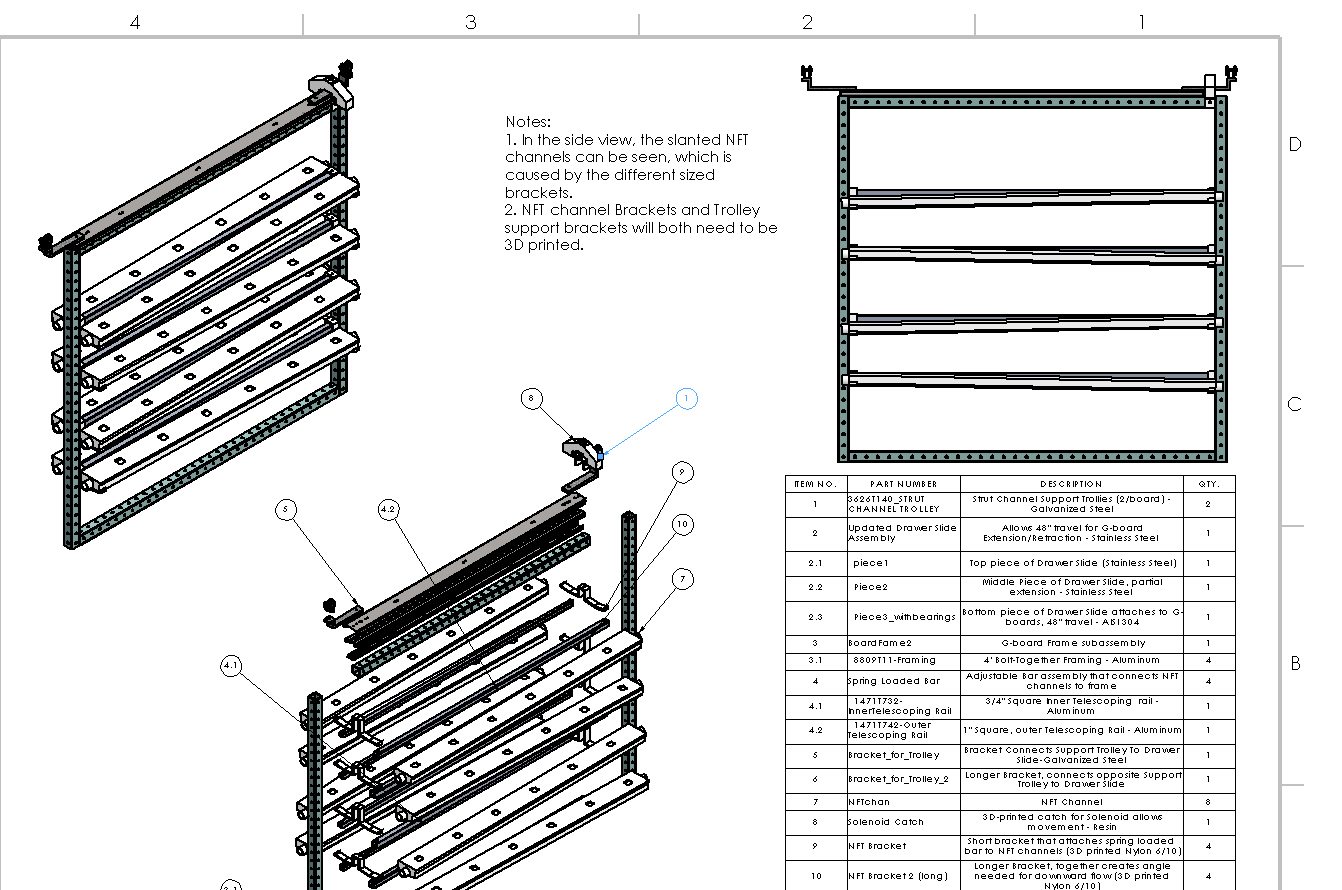 4 3 2 1
Notes:
1. In the side view, the slanted NFT
channels can be seen, which is
caused by the different sized
brackets.
2. NFT channel Brackets and Trolley
support brackets will both need to be
3D printed.
D
C
B
8
1
9
5
4.2
10
7
4.1
ITEM NO. PART NUMBER DESCRIPTION QTY.
1 3626T140_STRUT CHANNEL TROLLEY Strut Channel Support Trollies (2/board) - Galvanized Steel 2
2 Updated Drawer Slide Assembly Allows 48" travel for G-board Extension/Retraction - Stainless Steel 1
2.1 piece1 Top piece of Drawer Slide (Stainless Steel) 1
2.2 Piece2 Middle Piece of Drawer Slide, partial extension - Stainless Steel 1
2.3 Piece3_withbearings Bottom piece of Drawer Slide attaches to G-boards, 48" travel - AISI 304 1
3 BoardFame2 G-board Frame subassembly 1
3.1 8809T11-Framing 4' Bolt-Together Framing - Aluminum 4
4 Spring Loaded Bar Adjustable Bar assembly that connects NFT channels to frame 4
4.1 1471T732-InnerTelescoping Rail 3/4" Square Inner Telescoping rail - Aluminum 1
4.2 1471T742-Outer Telescoping Rail 1" Square, outer Telescoping Rail - Aluminum 1
5 Bracket_for_Trolley Bracket Connects Support Trolley To Drawer Slide-Galvanized Steel 1
6 Bracket_for_Trolley_2 Longer Bracket, connects opposite Support Trolley to Drawer Slide 1
7 NFTchan NFT Channel 8
8 Solenoid Catch 3D-printed catch for Solenoid allows movement - Resin 1
9 NFT Bracket Short bracket that attaches spring loaded bar to NFT channels (3D printed Nylon 6/10) 4
10 NFT Bracket 2 (long) Longer Bracket, together creates angle needed for downward flow (3D printed Nylon 6/10) 4